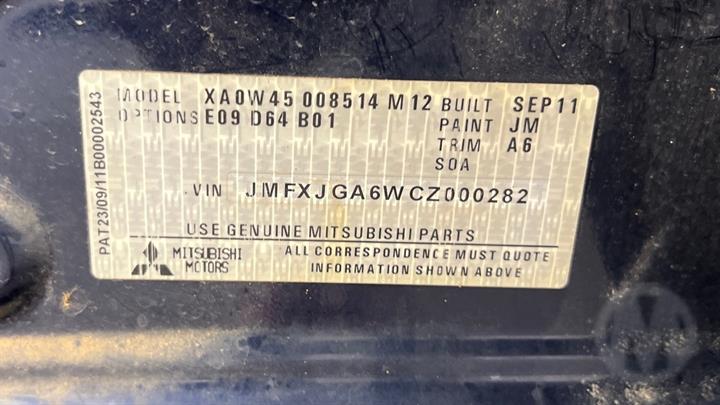 MODEL XA0W45 008514 M12 BUILT SEP11
OPTIONS E09 D64 B01 PAINT JM
TRIM A6
SOA
VIN JMFXJGA6WCZ000282
USE GENUINE MITSUBISHI PARTS
MITSUBISHI MOTORS
ALL CORRESPONDENCE MUST QUOTE
INFORMATION SHOWN ABOVE
PAT23/09/11B00002543
M